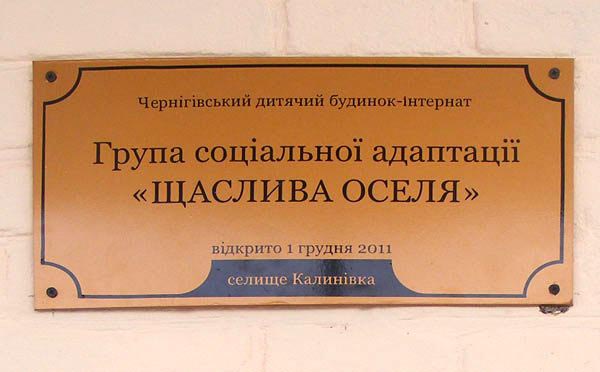 Чернігівський дитячий будинок-інтернат
Група соціальної адаптації
«ЩАСЛИВА ОСЕЛЯ»
відкрито 1 грудня 2011
селище Калинівка